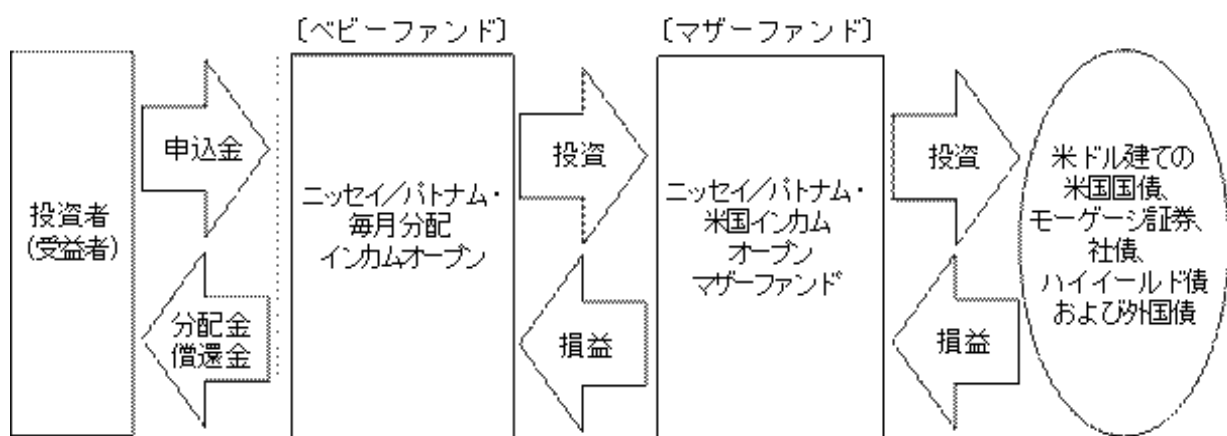 〔ベビーファンド〕
〔マザーファンド〕
投資者
(受益者)
申込金
分配金
償還金
ニッセイ/パトナム・
毎月分配
インカムオープン
投資
損益
ニッセイ/パトナム・
米国インカム
オープン
マザーファンド
投資
損益
米ドル建ての
米国国債、
モーゲージ証券、
社債、
ハイイールド債
および外国債